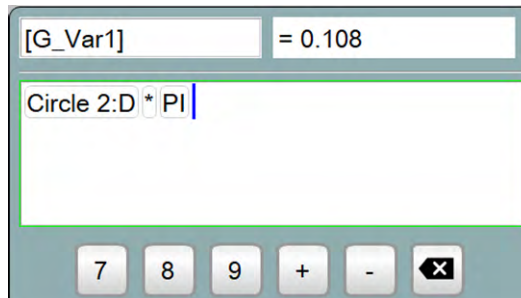 [G_Var1] = 0.108
Circle 2:D * PI
7 8 9 + -